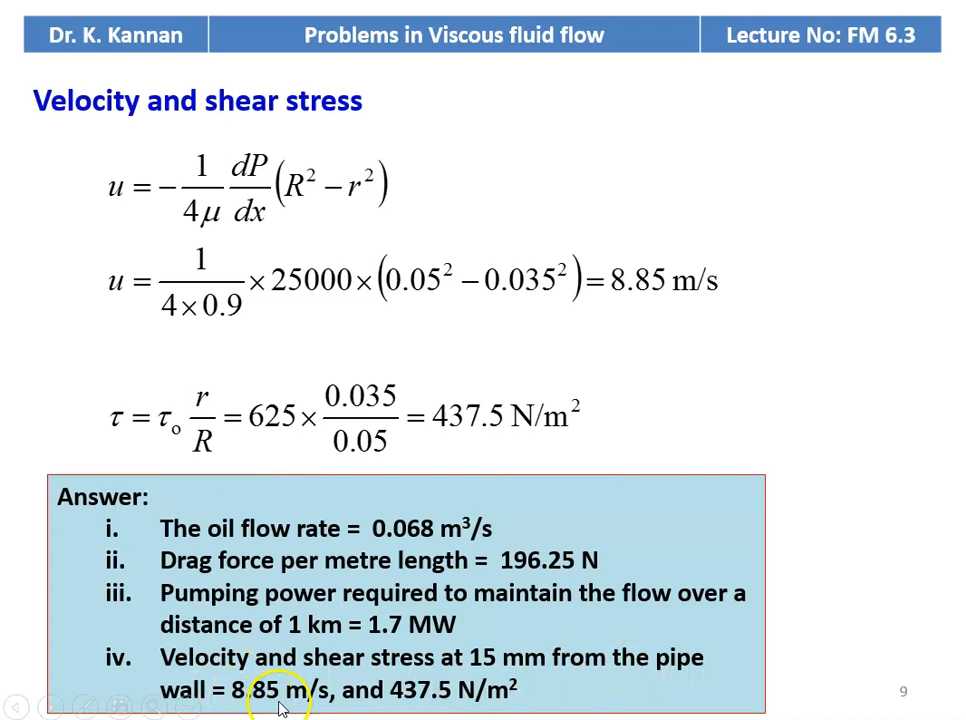 Dr. K. Kannan
Problems in Viscous fluid flow
Lecture No: FM 6.3
Velocity and shear stress
u = − 1/4μ dP/dx (R² − r²)
u = 1/(4 × 0.9) × 25000 × (0.05² − 0.035²) = 8.85 m/s
τ = τₒ r/R = 625 × 0.035/0.05 = 437.5 N/m²
Answer:
i. The oil flow rate = 0.068 m³/s
ii. Drag force per metre length = 196.25 N
iii. Pumping power required to maintain the flow over a
distance of 1 km = 1.7 MW
iv. Velocity and shear stress at 15 mm from the pipe
wall = 8.85 m/s, and 437.5 N/m²
9